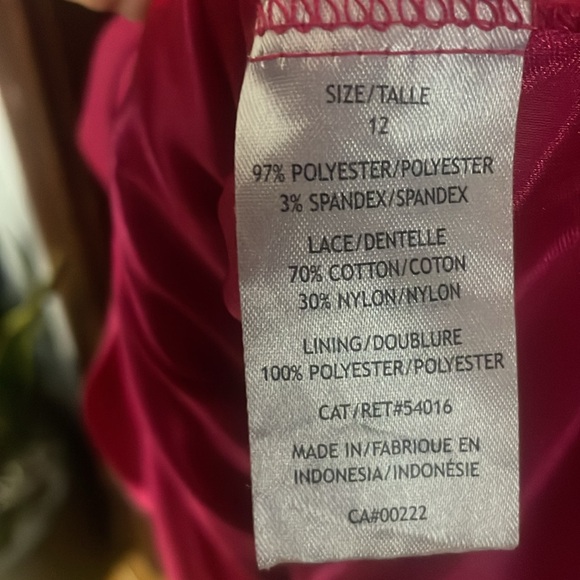 SIZE/TALLE
12
97% POLYESTER/POLYESTER
3% SPANDEX/SPANDEX
LACE/DENTELLE
70% COTTON/COTON
30% NYLON/NYLON
LINING/DOUBLURE
100% POLYESTER/POLYESTER
CAT/RET#54016
MADE IN/FABRIQUE EN
INDONESIA/INDONÉSIE
CA#00222